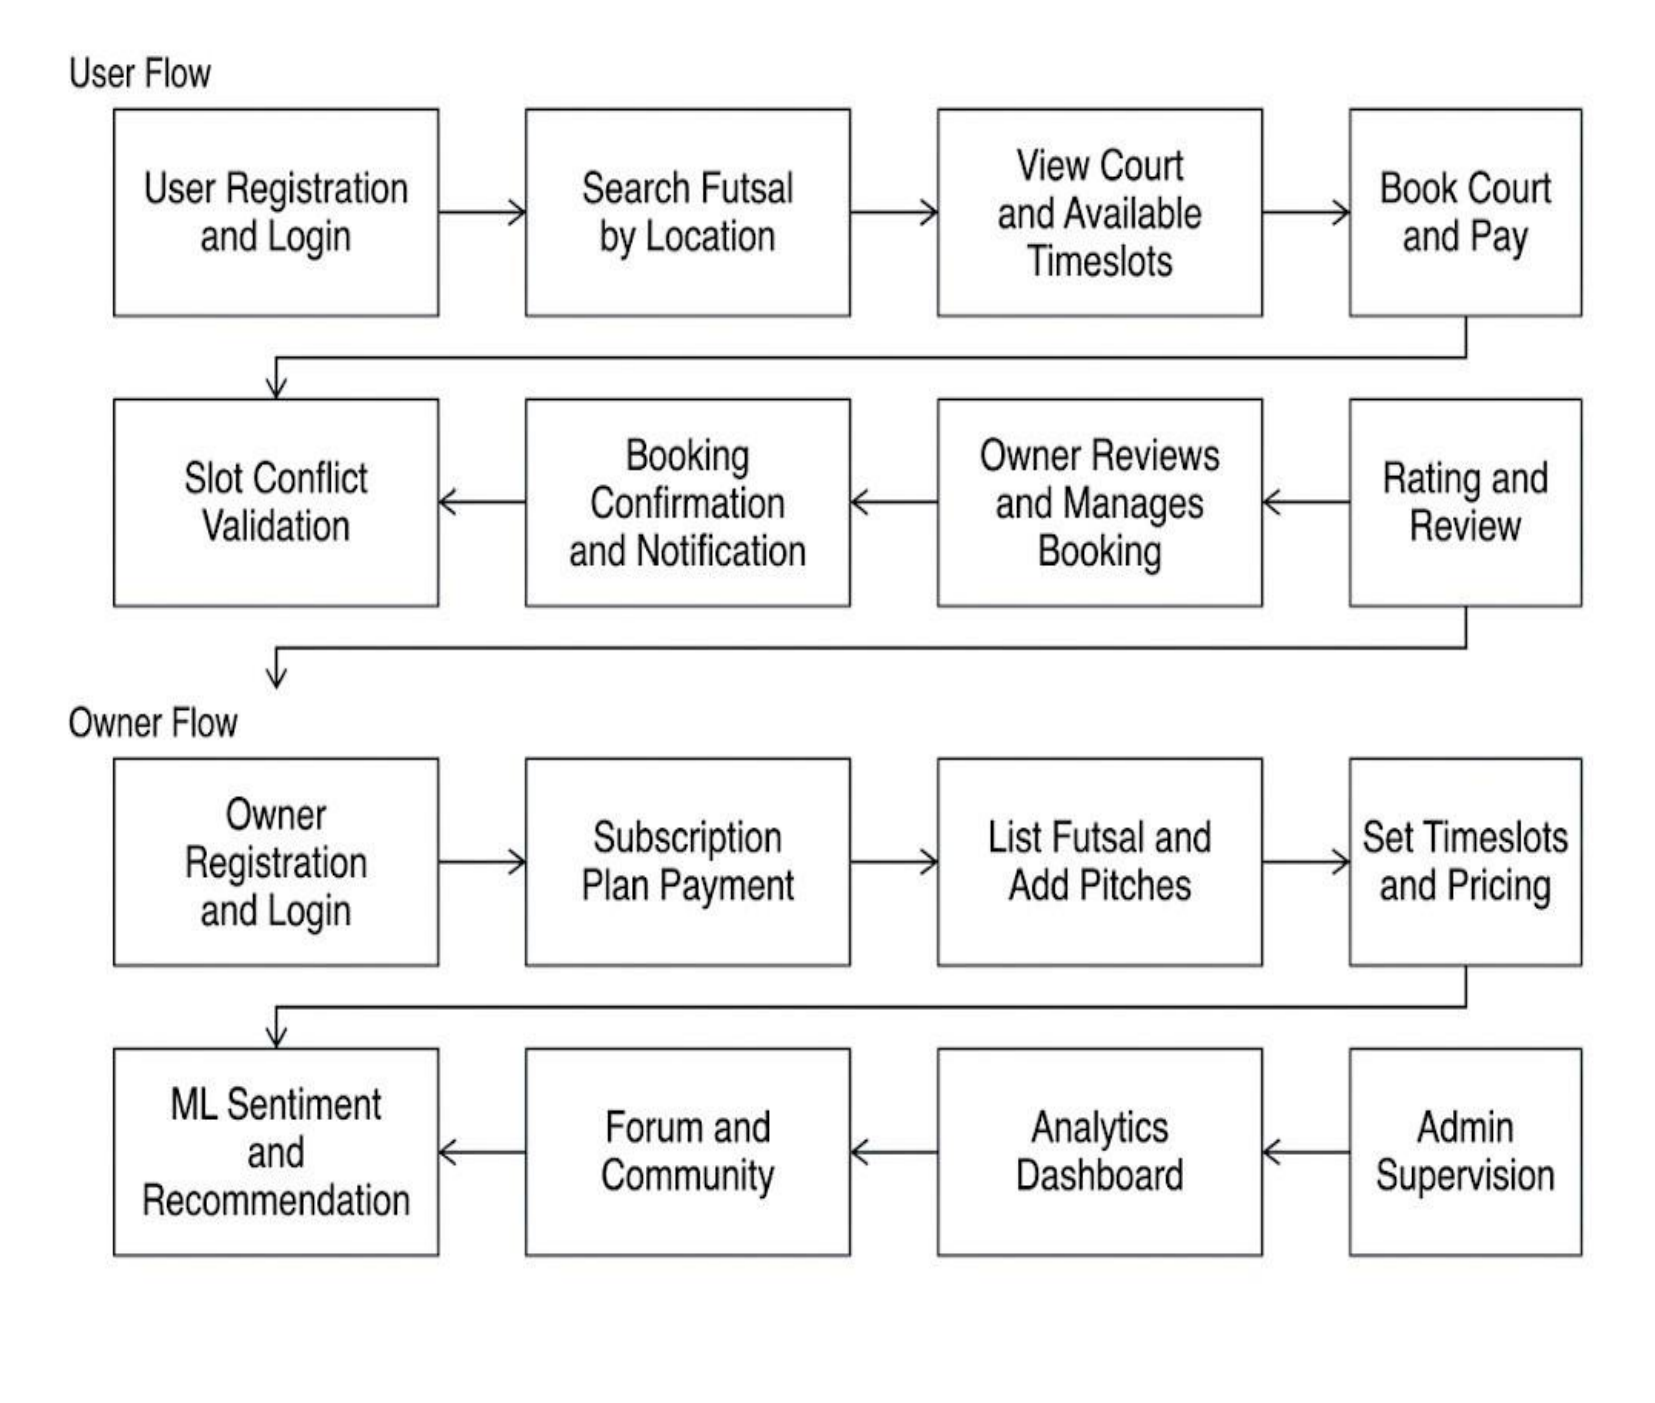 User Flow
User Registration
and Login
Search Futsal
by Location
View Court
and Available
Timeslots
Book Court
and Pay
Slot Conflict
Validation
Booking
Confirmation
and Notification
Owner Reviews
and Manages
Booking
Rating and
Review
Owner Flow
Owner
Registration
and Login
Subscription
Plan Payment
List Futsal and
Add Pitches
Set Timeslots
and Pricing
ML Sentiment
and
Recommendation
Forum and
Community
Analytics
Dashboard
Admin
Supervision